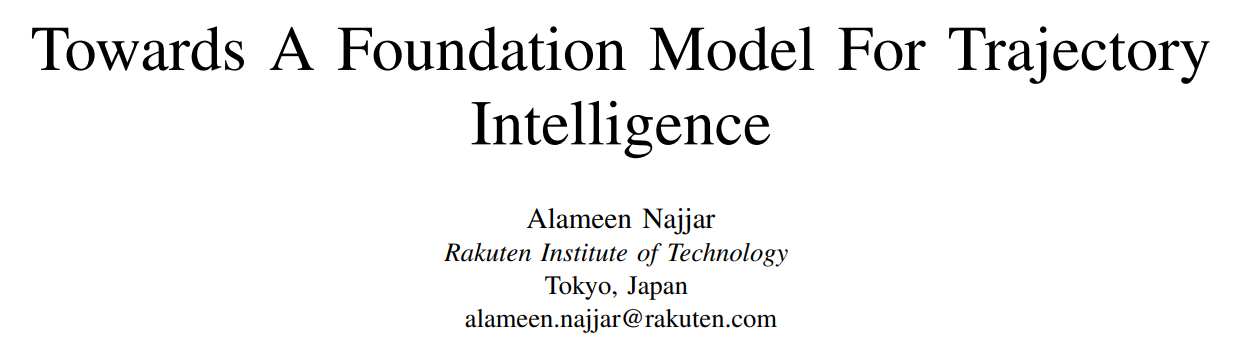 Towards A Foundation Model For Trajectory
Intelligence
Alameen Najjar
Rakuten Institute of Technology
Tokyo, Japan
alameen.najjar@rakuten.com